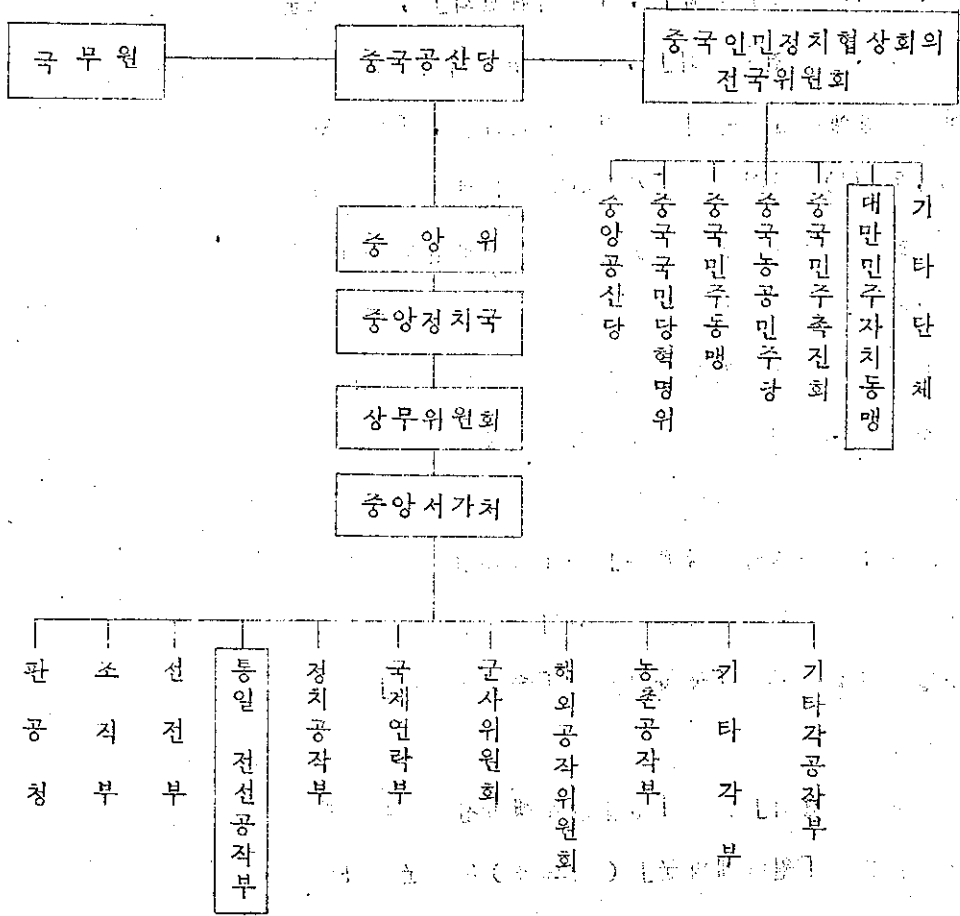 국 무 원
중국공산당
중국인민정치협상회의
전국위원회
중앙공산당
중국국민당혁명위
중국민주동맹
중국농공민주당
중국민주촉진회
대만민주자치동맹
기타단체
중 앙 위
중앙정치국
상무위원회
중앙서가처
판공청
조직부
선전부
통일 전선공작부
정치공작부
국제연락부
군사위원회
해외공작위원회
농촌공작부
키타각부
기타각공작부